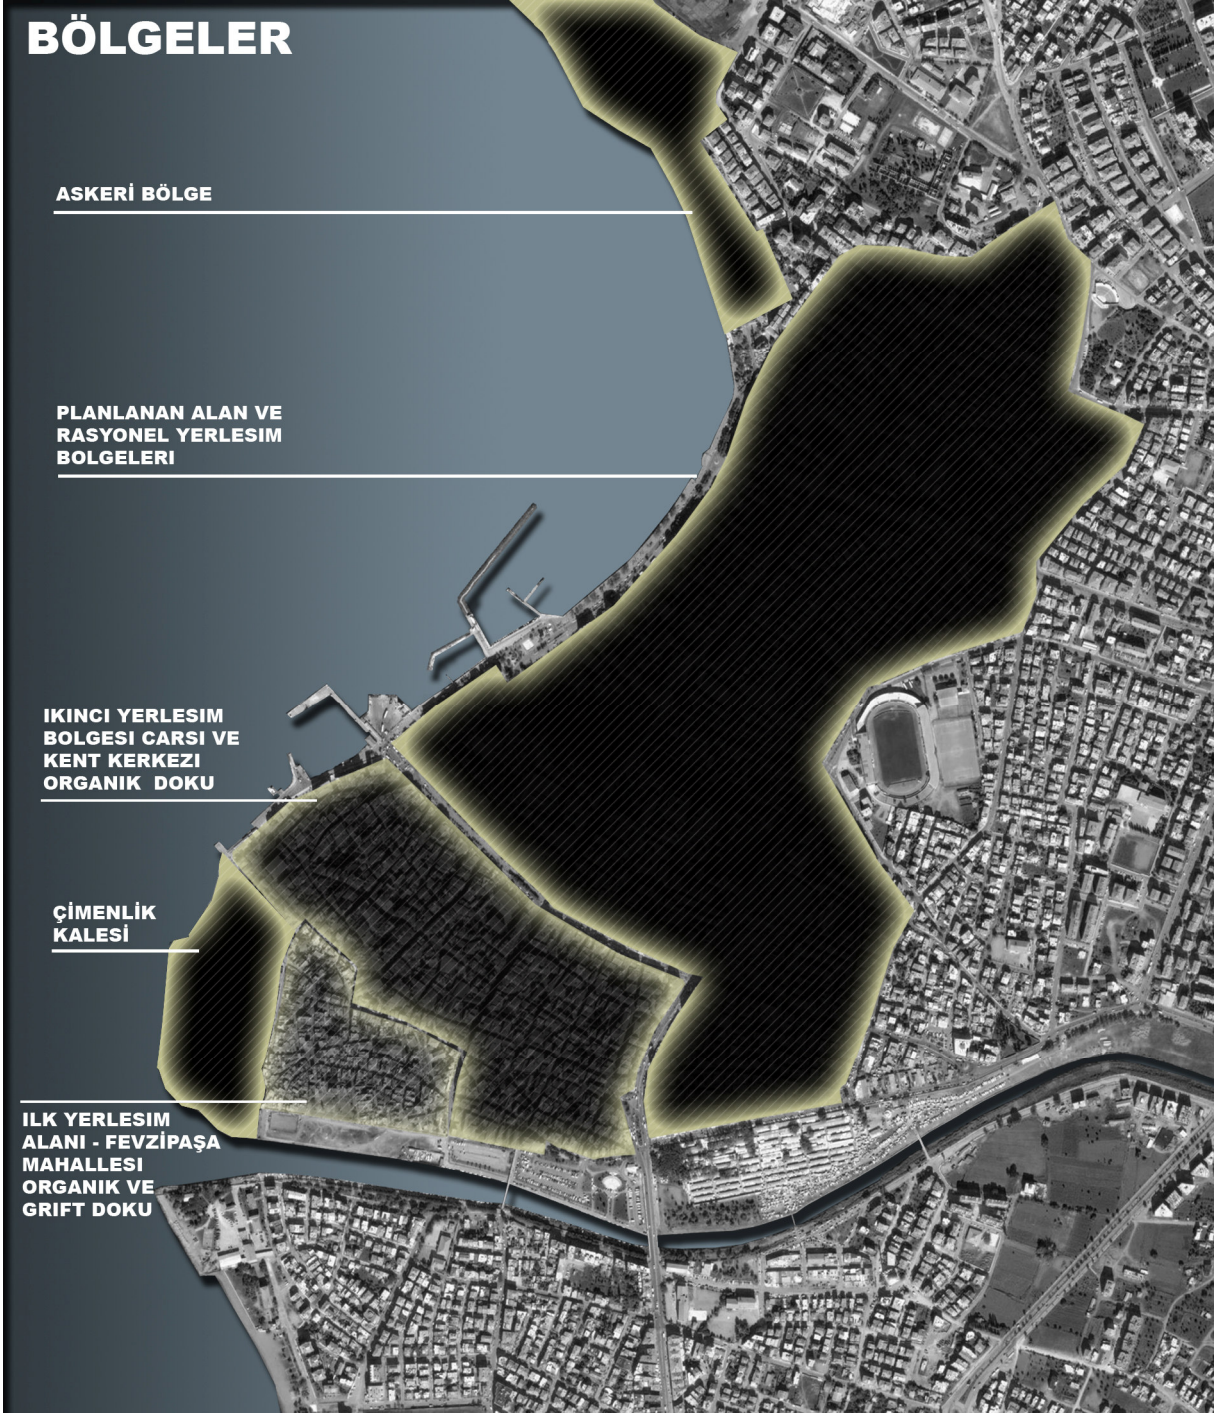 BÖLGELER
ASKERİ BÖLGE
PLANLANAN ALAN VE
RASYONEL YERLESIM
BOLGELERI
IKINCI YERLESIM
BOLGESI CARSI VE
KENT KERKEZI
ORGANIK DOKU
ÇİMENLİK
KALESİ
ILK YERLESIM
ALANI - FEVZİPAŞA
MAHALLESI
ORGANIK VE
GRIFT DOKU